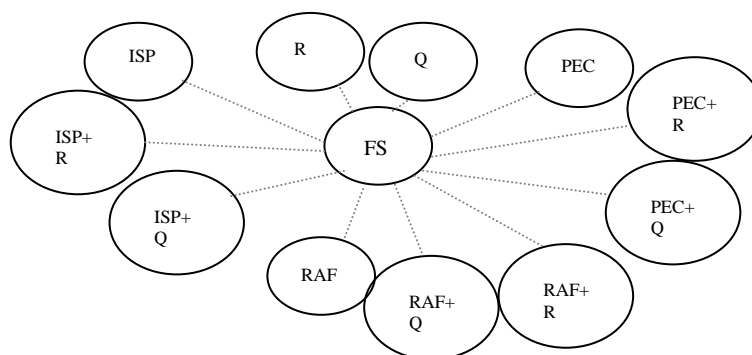 ISP
R
Q
PEC
ISP+
R
FS
PEC+
R
ISP+
Q
PEC+
Q
RAF
RAF+
Q
RAF+
R